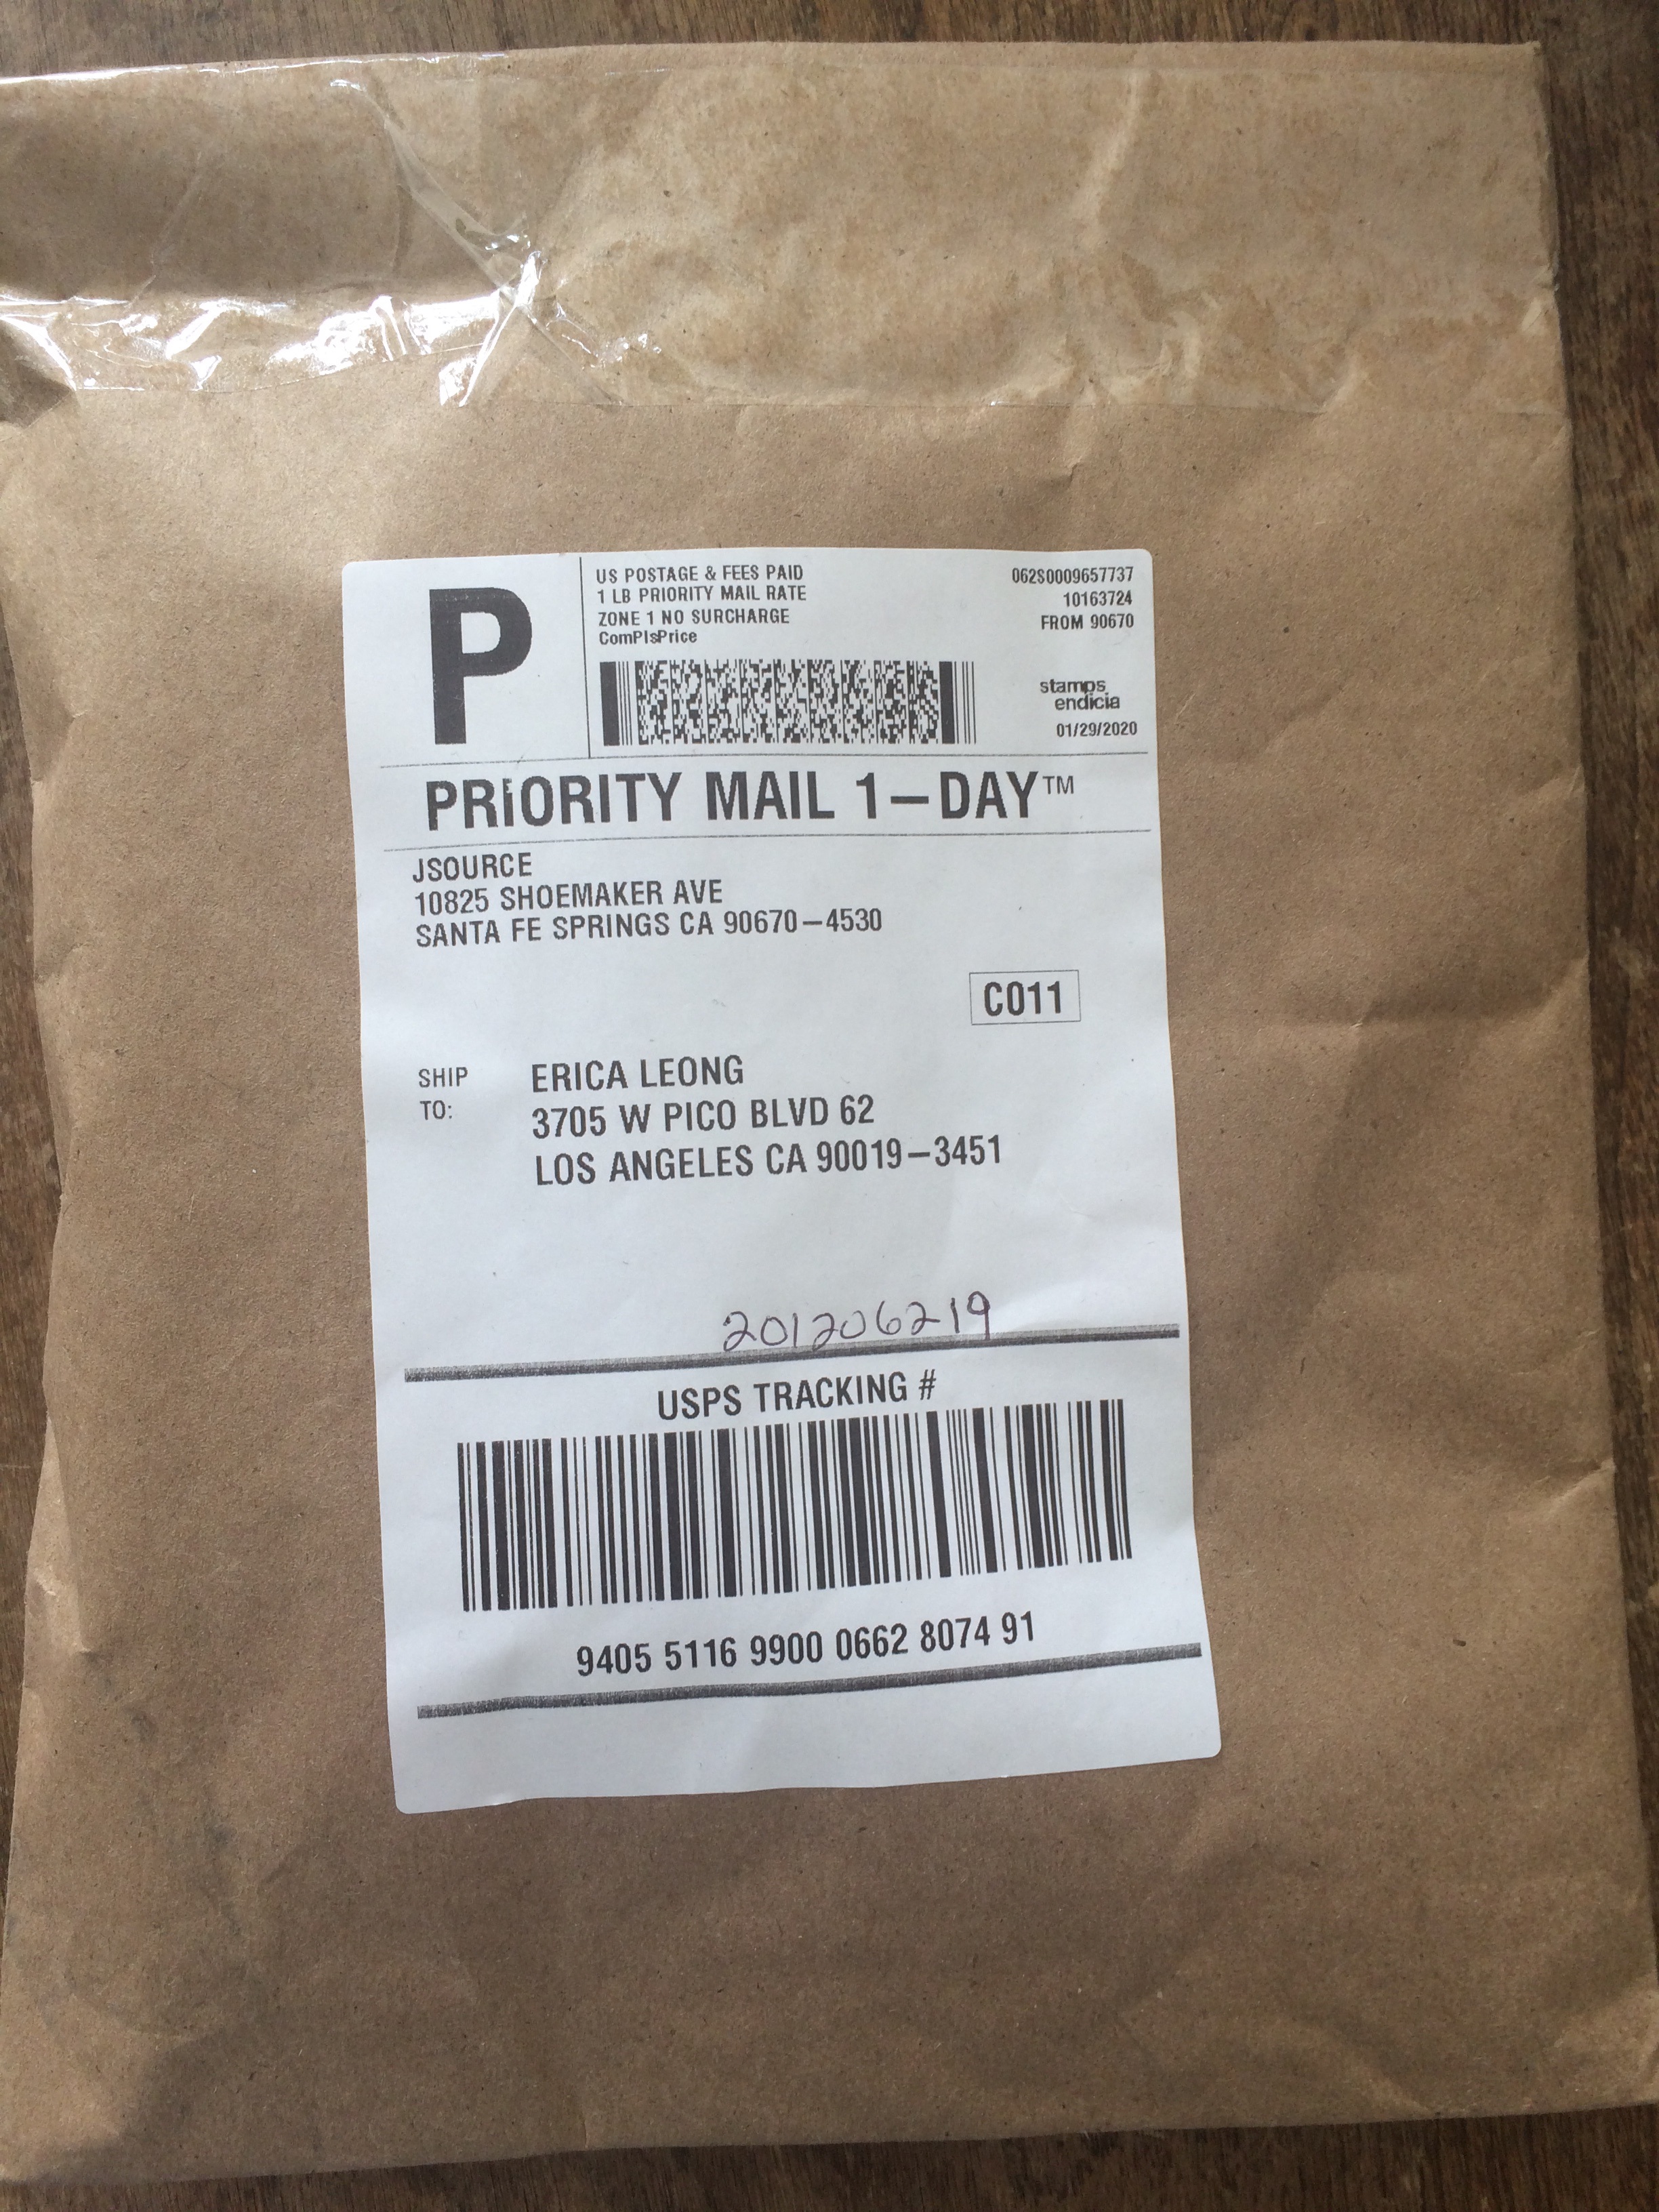 P
US POSTAGE & FEES PAID
1 LB PRIORITY MAIL RATE
ZONE 1 NO SURCHARGE
ComPlsPrice
062S0009657737
10163724
FROM 90670
stamps
endicia
01/29/2020
PRIORITY MAIL 1-DAY™
JSOURCE
10825 SHOEMAKER AVE
SANTA FE SPRINGS CA 90670-4530
C011
SHIP
TO:
ERICA LEONG
3705 W PICO BLVD 62
LOS ANGELES CA 90019-3451
201206219
USPS TRACKING #
9405 5116 9900 0662 8074 91